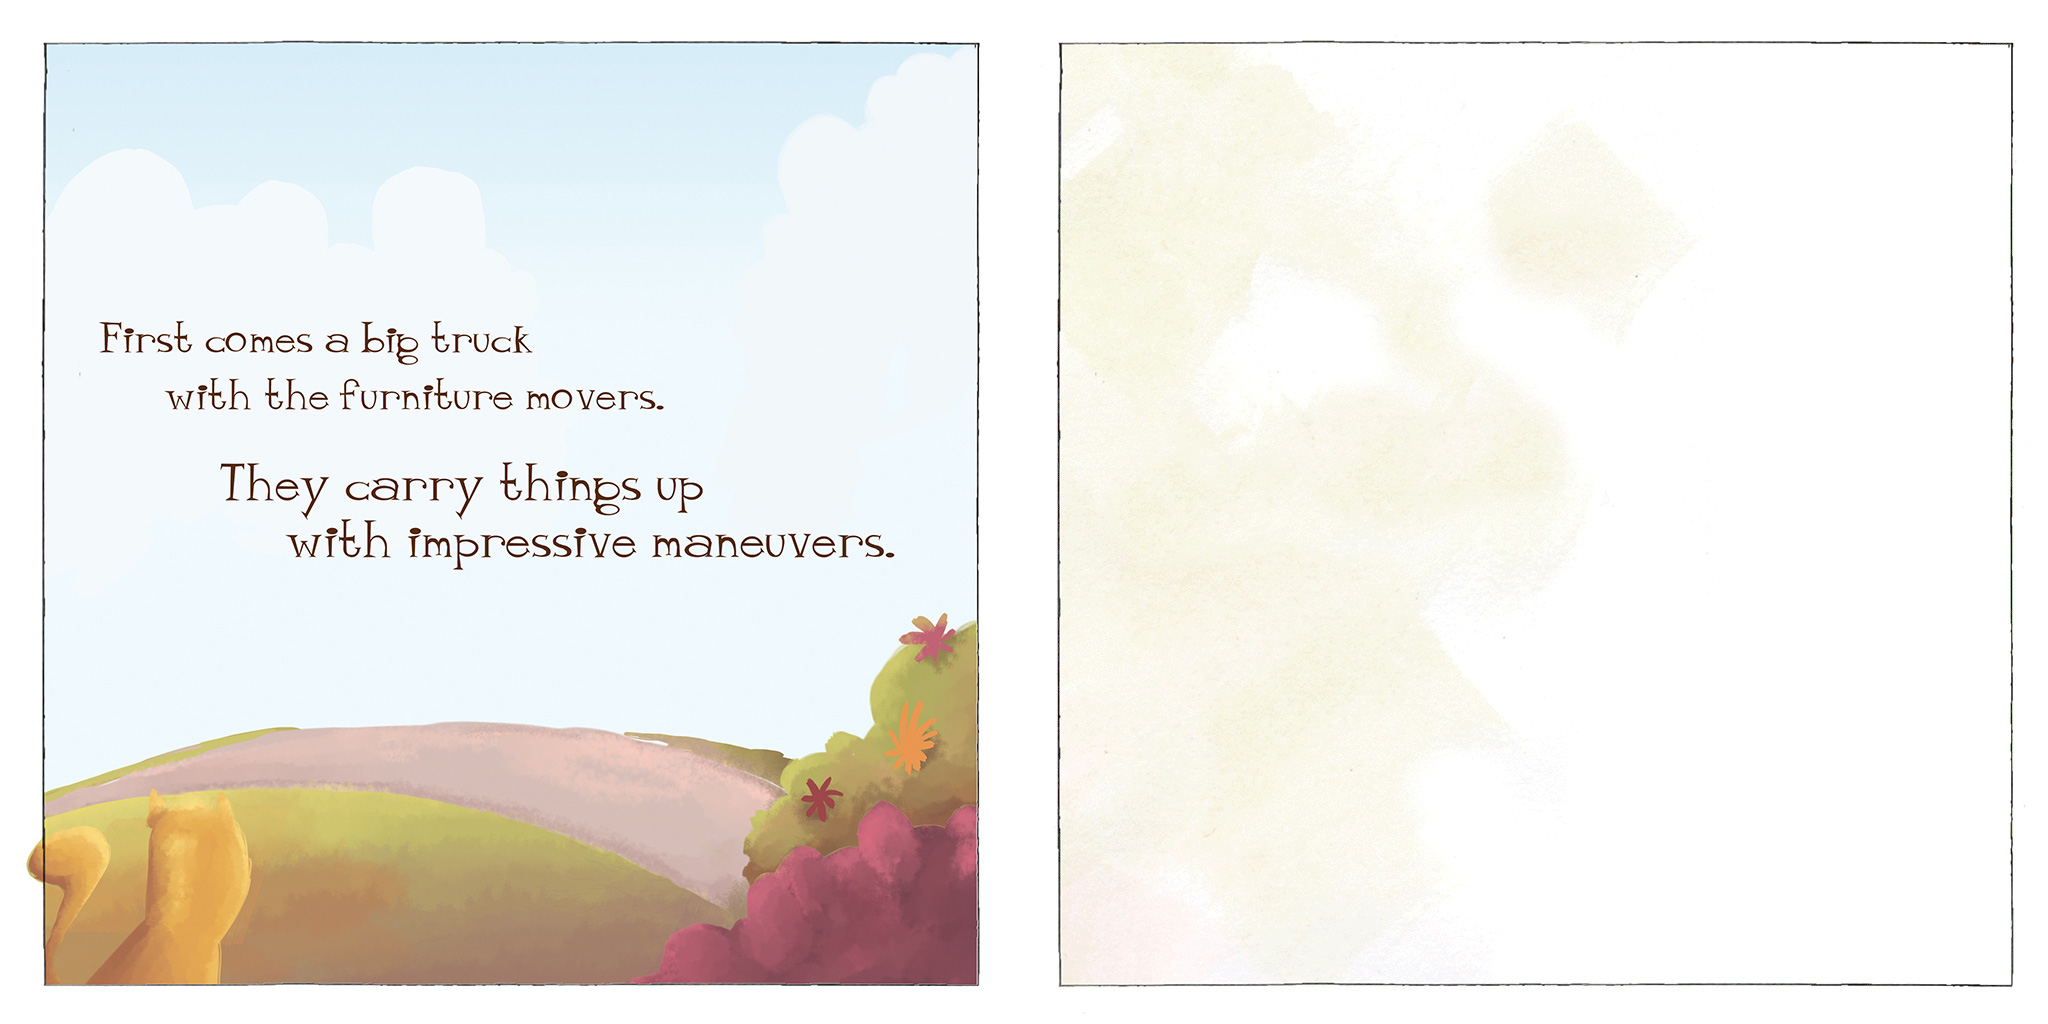 First comes a big truck
with the furniture movers.
They carry things up
with impressive maneuvers.